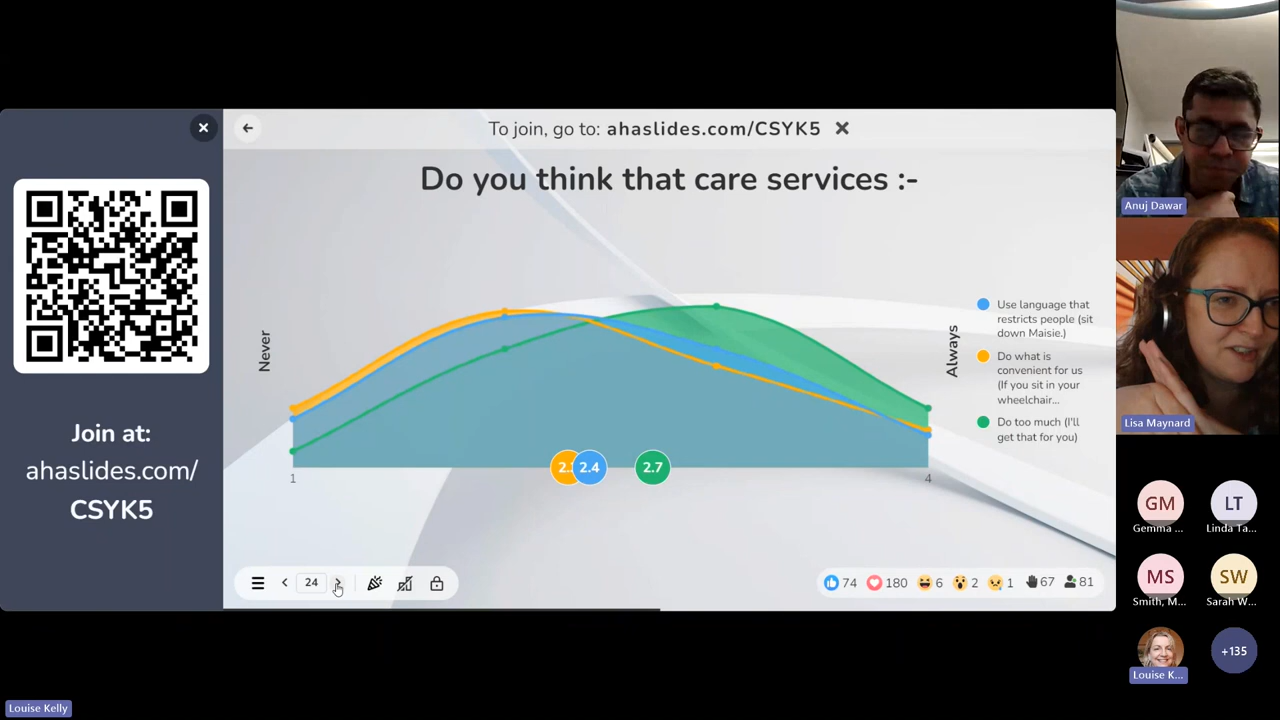 To join, go to: ahaslides.com/CSYK5
Do you think that care services :-
Join at:
ahaslides.com/
CSYK5
Never
Always
Use language that
restricts people (sit
down Maisie.)
Do what is
convenient for us
(If you sit in your
wheelchair...
Do too much (I'll
get that for you)
2.4
2.7
1
4
24
74
180
6
2
1
67
81
Anuj Dawar
Lisa Maynard
GM
LT
Gemma ...
Linda Ta...
MS
SW
Smith, M...
Sarah W...
Louise K...
+135
Louise Kelly